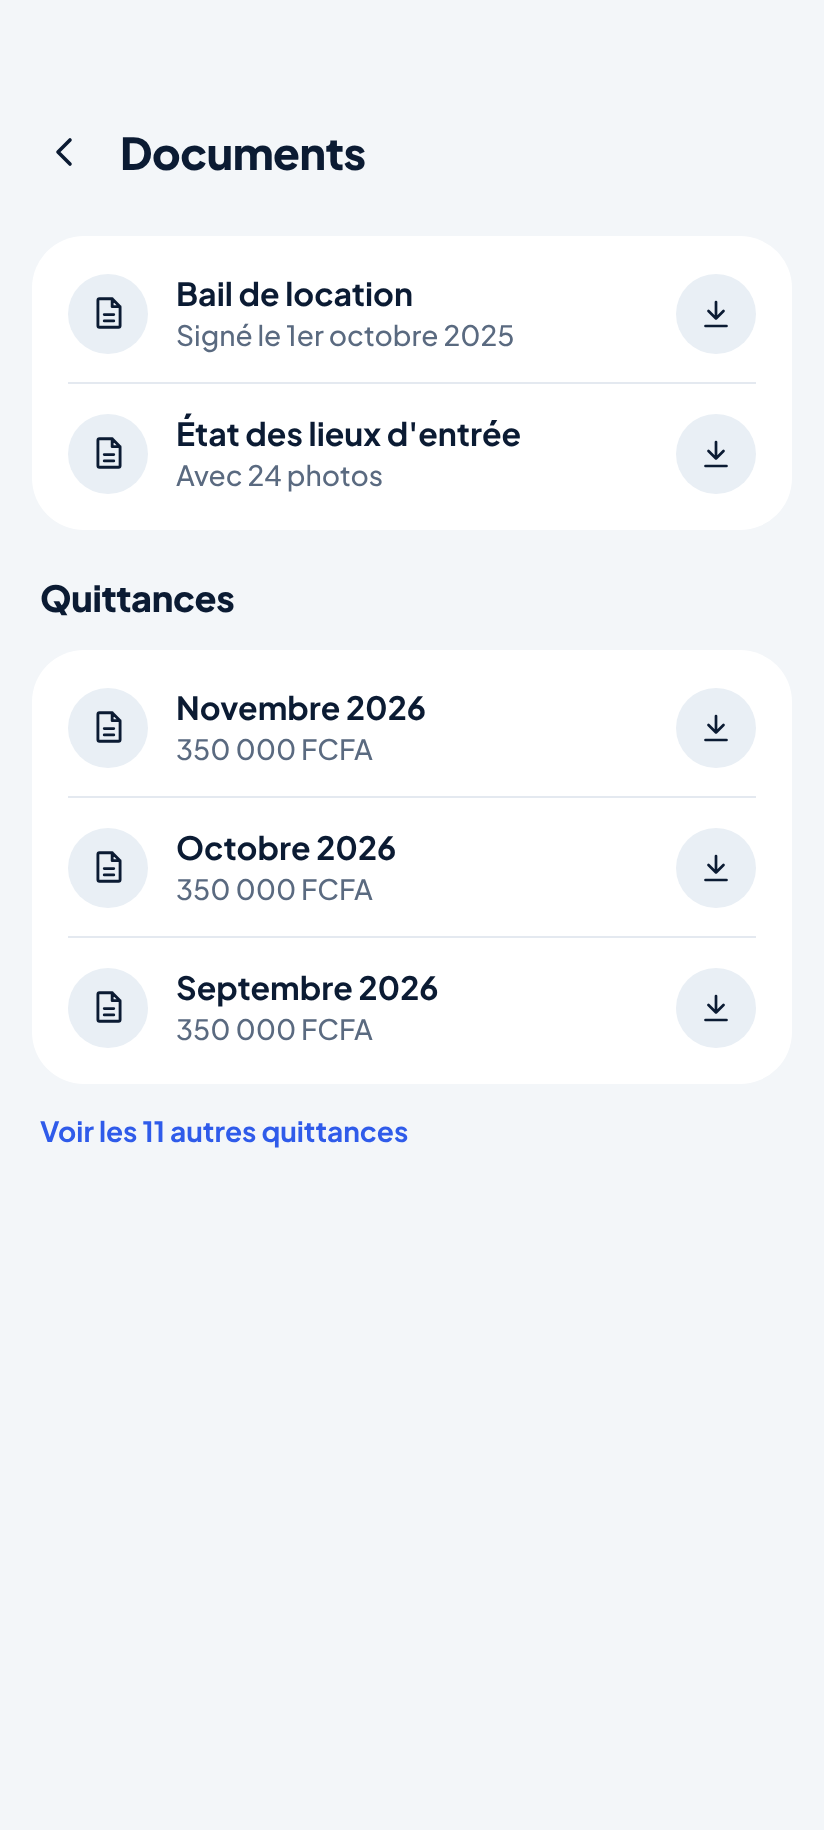 Documents
Bail de location
Signé le 1er octobre 2025
État des lieux d'entrée
Avec 24 photos
Quittances
Novembre 2026
350 000 FCFA
Octobre 2026
350 000 FCFA
Septembre 2026
350 000 FCFA
Voir les 11 autres quittances